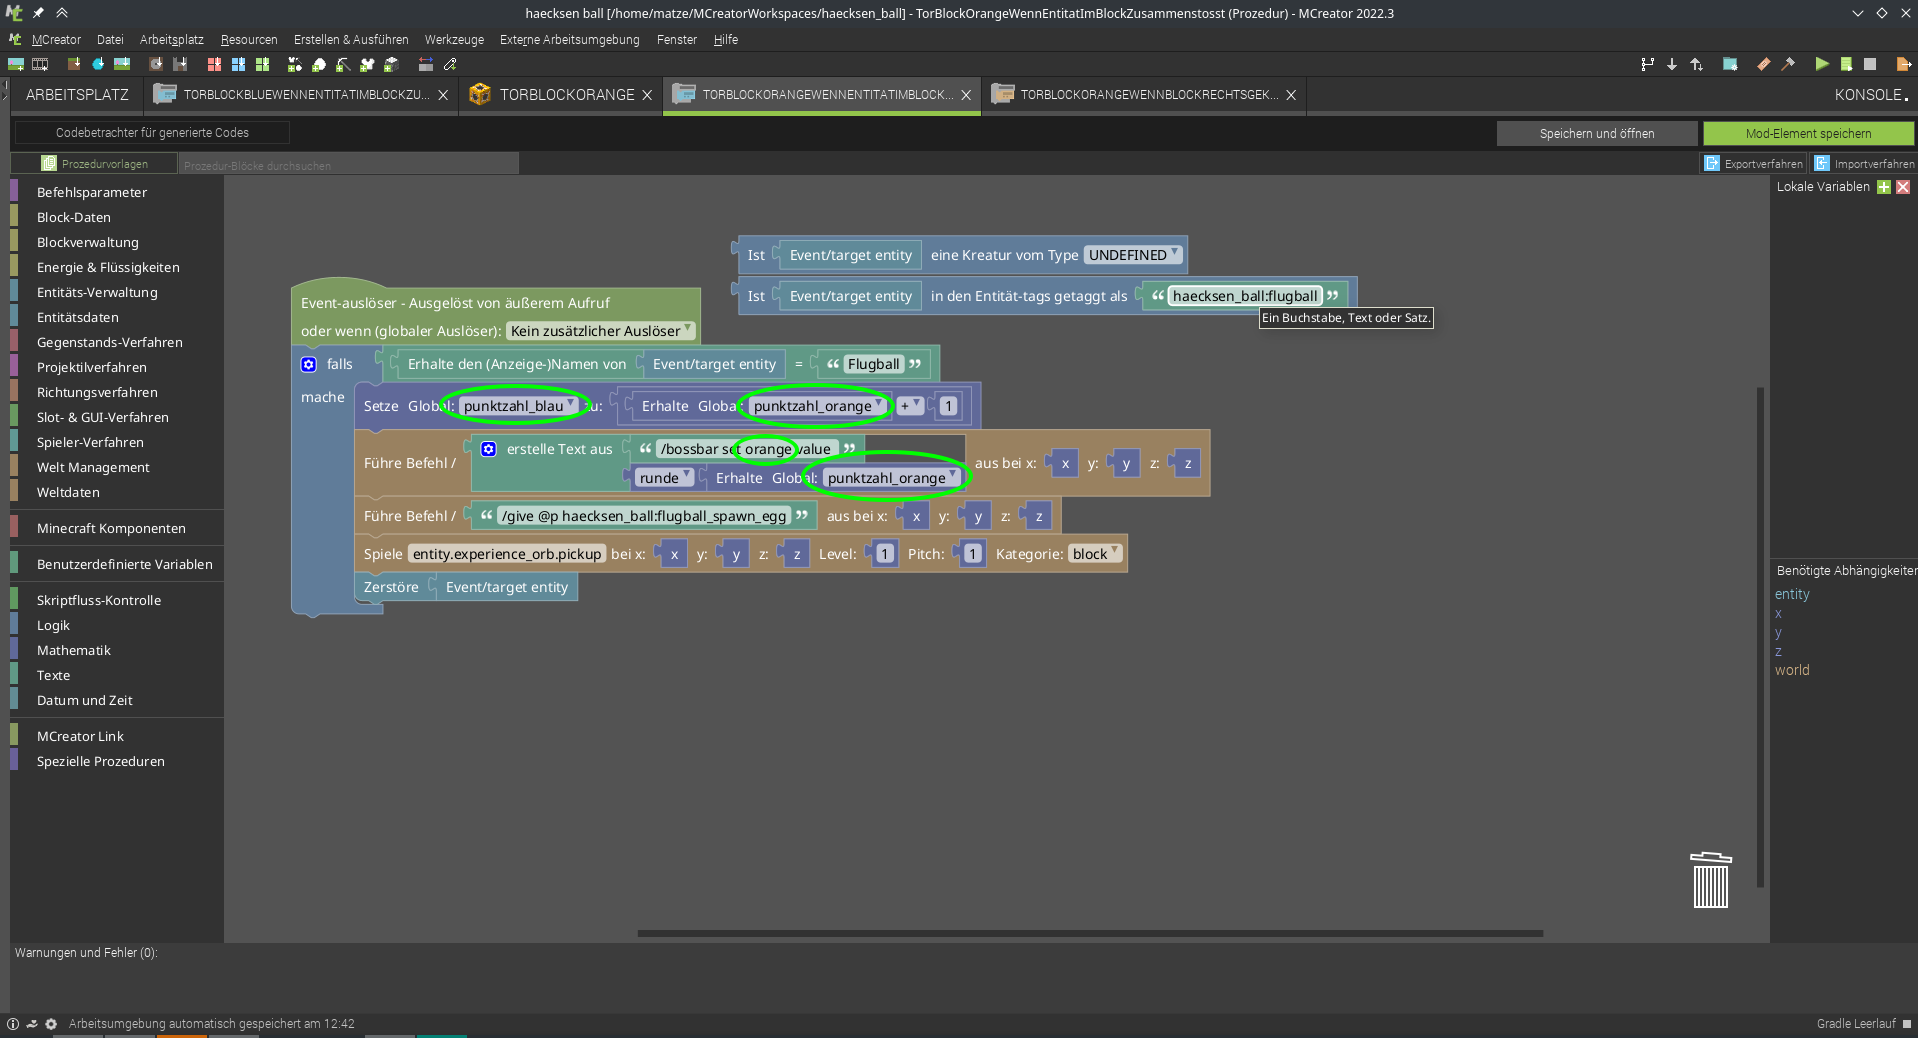 haecksen ball [/home/matze/MCreatorWorkspaces/haecksen_ball] - TorBlockOrangeWennEntitatImBlockZusammenstosst (Prozedur) - MCreator 2022.3
MCreator Datei Arbeitsplatz Resourcen Erstellen & Ausführen Werkzeuge Externe Arbeitsumgebung Fenster Hilfe
ARBEITSPLATZ TORBLOCKBLUEWENNENTITATIMBLOCKZU... TORBLOCKORANGE TORBLOCKORANGEWENNENTITATIMBLOCK... TORBLOCKORANGEWENNBLOCKRECHTSGEK... KONSOLE
Codebetrachter für generierte Codes Speichern und öffnen Mod-Element speichern
Prozedurvorlagen Prozedur-Blöcke durchsuchen Exportverfahren Importverfahren
Befehlsparameter
Block-Daten
Blockverwaltung
Energie & Flüssigkeiten
Entitäts-Verwaltung
Entitätsdaten
Gegenstands-Verfahren
Projektilverfahren
Richtungsverfahren
Slot- & GUI-Verfahren
Spieler-Verfahren
Welt Management
Weltdaten
Minecraft Komponenten
Benutzerdefinierte Variablen
Skriptfluss-Kontrolle
Logik
Mathematik
Texte
Datum und Zeit
MCreator Link
Spezielle Prozeduren
Ist Event/target entity eine Kreatur vom Type UNDEFINED
Ist Event/target entity in den Entität-tags getaggt als “ haecksen_ball:flugball ”
Ein Buchstabe, Text oder Satz.
Event-auslöser - Ausgelöst von äußerem Aufruf
oder wenn (globaler Auslöser): Kein zusätzlicher Auslöser
falls Erhalte den (Anzeige-)Namen von Event/target entity = “ Flugball ”
mache
Setze Global: punktzahl_blau zu: Erhalte Global: punktzahl_orange + 1
Führe Befehl / erstelle Text aus “ /bossbar set orange value ”
runde Erhalte Global: punktzahl_orange aus bei x: x y: y z: z
Führe Befehl / “ /give @p haecksen_ball:flugball_spawn_egg ” aus bei x: x y: y z: z
Spiele entity.experience_orb.pickup bei x: x y: y z: z Level: 1 Pitch: 1 Kategorie: block
Zerstöre Event/target entity
Lokale Variablen
Benötigte Abhängigkeiten
entity
x
y
z
world
Warnungen und Fehler (0):
Arbeitsumgebung automatisch gespeichert am 12:42 Gradle Leerlauf